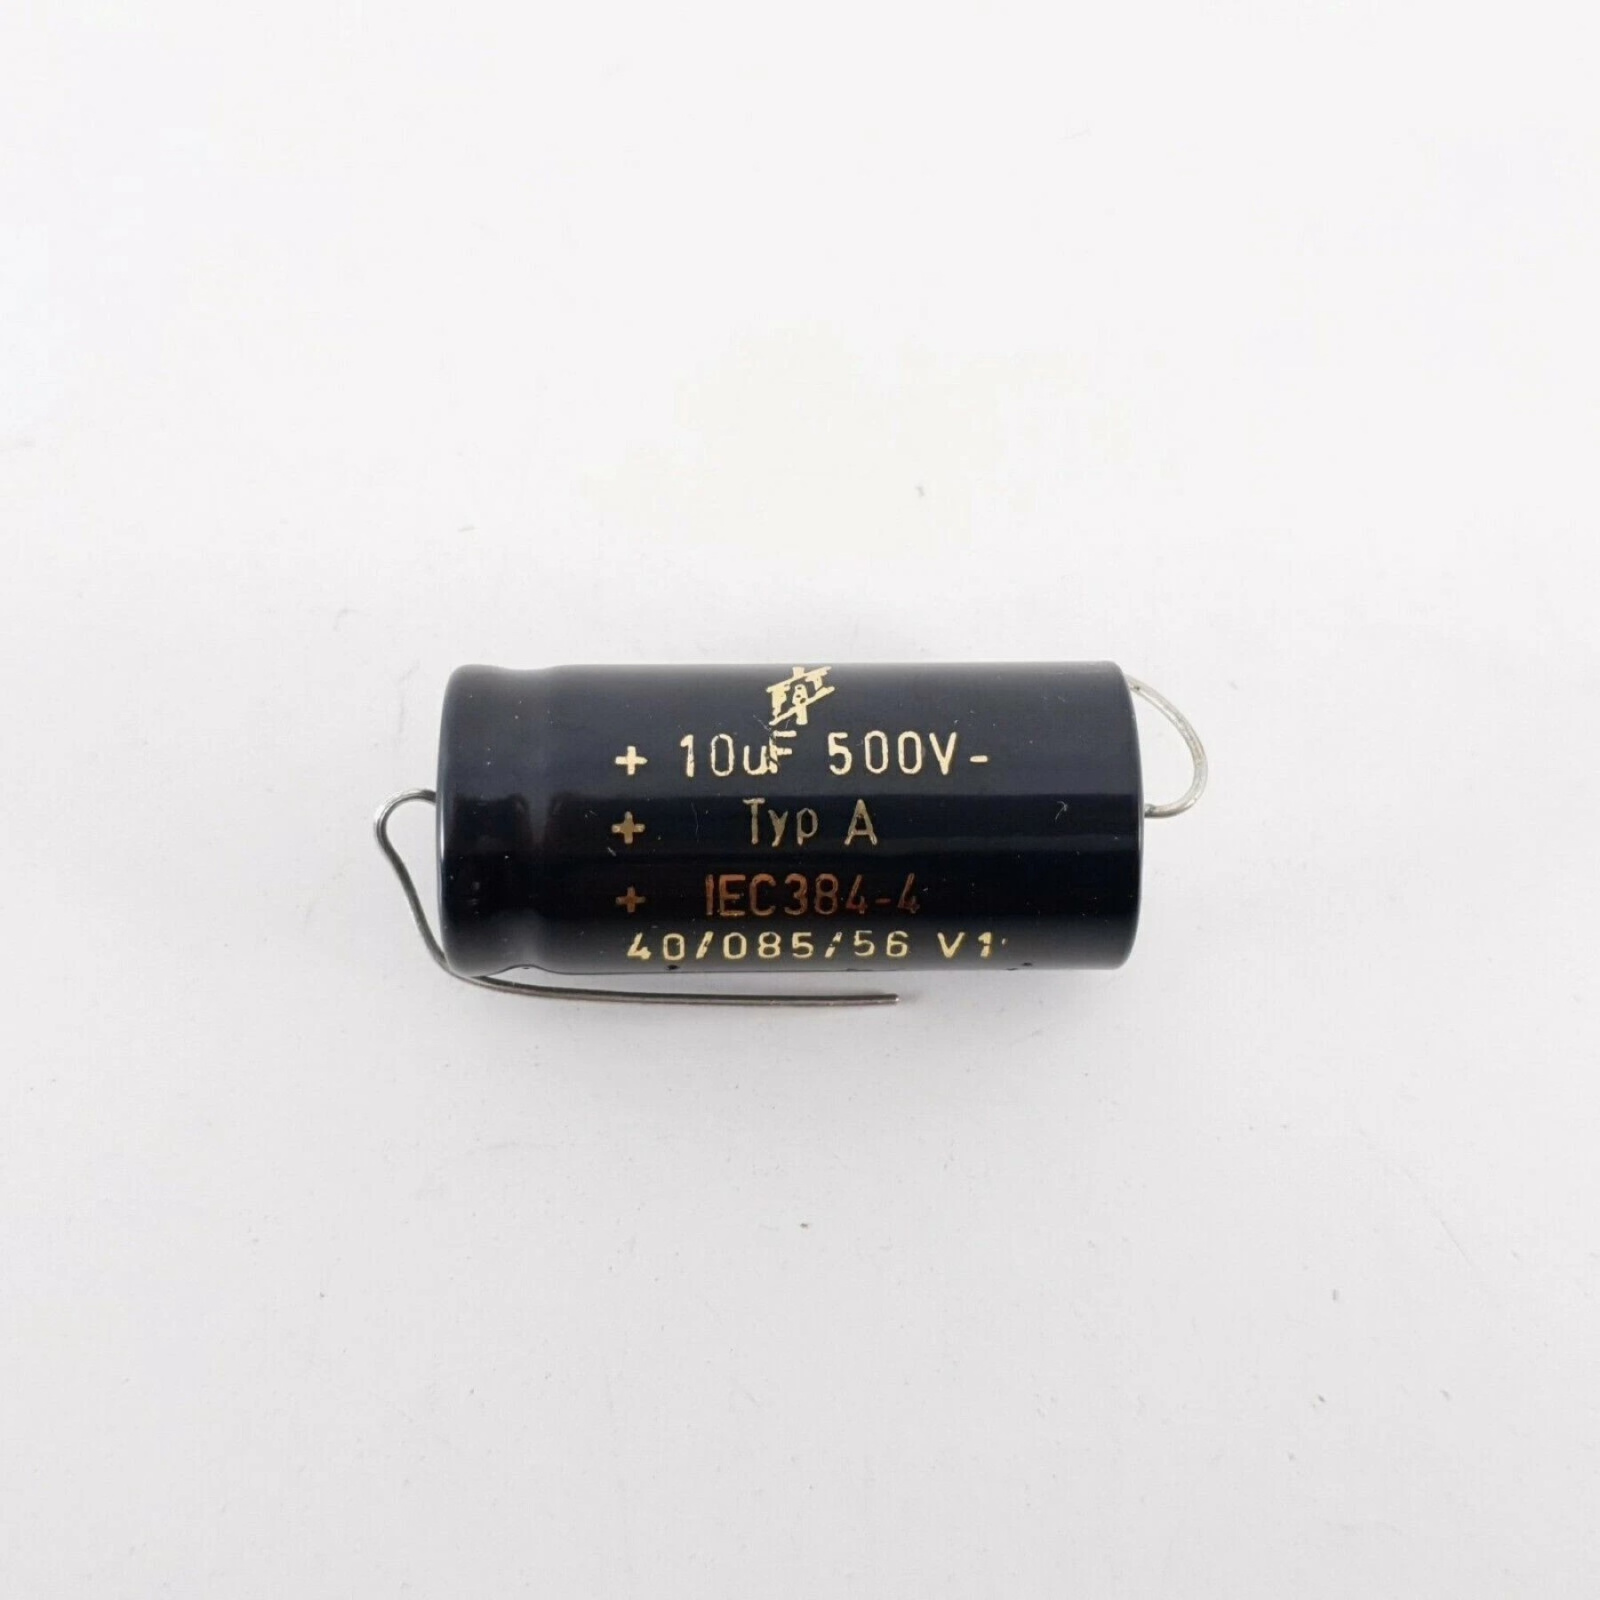 F&T
+ 10uF 500V-
+ Typ A
+ IEC384-4
40/085/56 V1